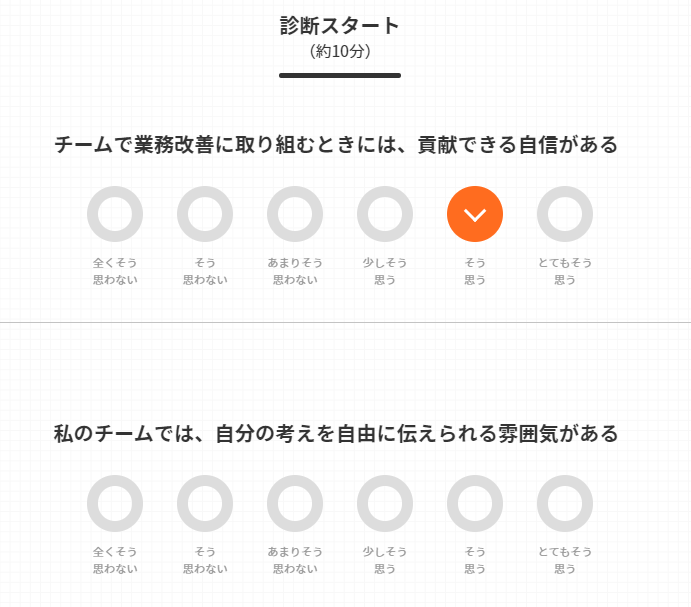 診断スタート
（約10分）
チームで業務改善に取り組むときには、貢献できる自信がある
全くそう そう あまりそう 少しそう そう とてもそう
思わない 思わない 思わない 思う 思う 思う
私のチームでは、自分の考えを自由に伝えられる雰囲気がある
全くそう そう あまりそう 少しそう そう とてもそう
思わない 思わない 思わない 思う 思う 思う